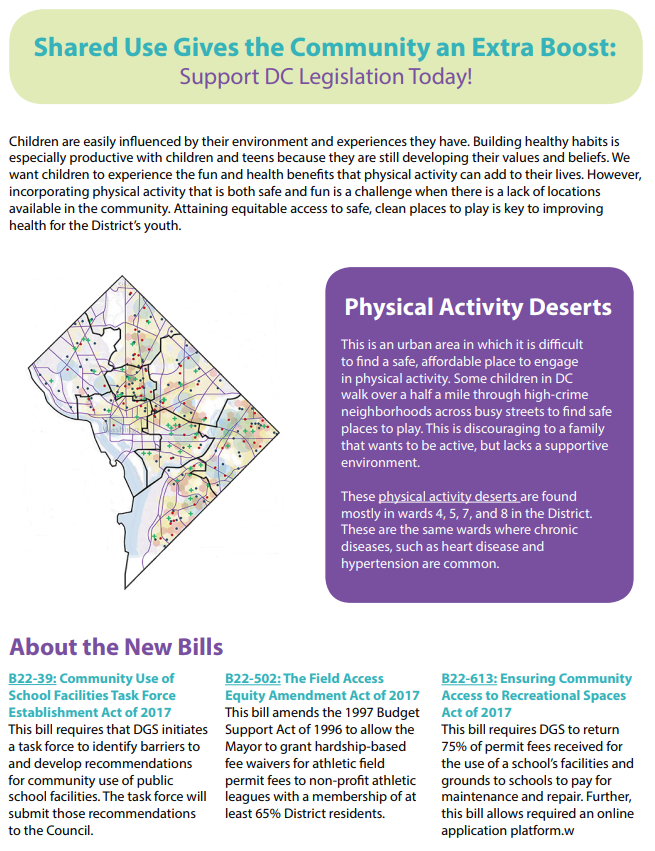 Shared Use Gives the Community an Extra Boost:
Support DC Legislation Today!
Children are easily influenced by their environment and experiences they have. Building healthy habits is
especially productive with children and teens because they are still developing their values and beliefs. We
want children to experience the fun and health benefits that physical activity can add to their lives. However,
incorporating physical activity that is both safe and fun is a challenge when there is a lack of locations
available in the community. Attaining equitable access to safe, clean places to play is key to improving
health for the District's youth.
Physical Activity Deserts
This is an urban area in which it is difficult
to find a safe, affordable place to engage
in physical activity. Some children in DC
walk over a half a mile through high-crime
neighborhoods across busy streets to find safe
places to play. This is discouraging to a family
that wants to be active, but lacks a supportive
environment.
These physical activity deserts are found
mostly in wards 4, 5, 7, and 8 in the District.
These are the same wards where chronic
diseases, such as heart disease and
hypertension are common.
About the New Bills
B22-39: Community Use of
School Facilities Task Force
Establishment Act of 2017
This bill requires that DGS initiates
a task force to identify barriers to
and develop recommendations
for community use of public
school facilities. The task force will
submit those recommendations
to the Council.
B22-502: The Field Access
Equity Amendment Act of 2017
This bill amends the 1997 Budget
Support Act of 1996 to allow the
Mayor to grant hardship-based
fee waivers for athletic field
permit fees to non-profit athletic
leagues with a membership of at
least 65% District residents.
B22-613: Ensuring Community
Access to Recreational Spaces
Act of 2017
This bill requires DGS to return
75% of permit fees received for
the use of a school's facilities and
grounds to schools to pay for
maintenance and repair. Further,
this bill allows required an online
application platform.w